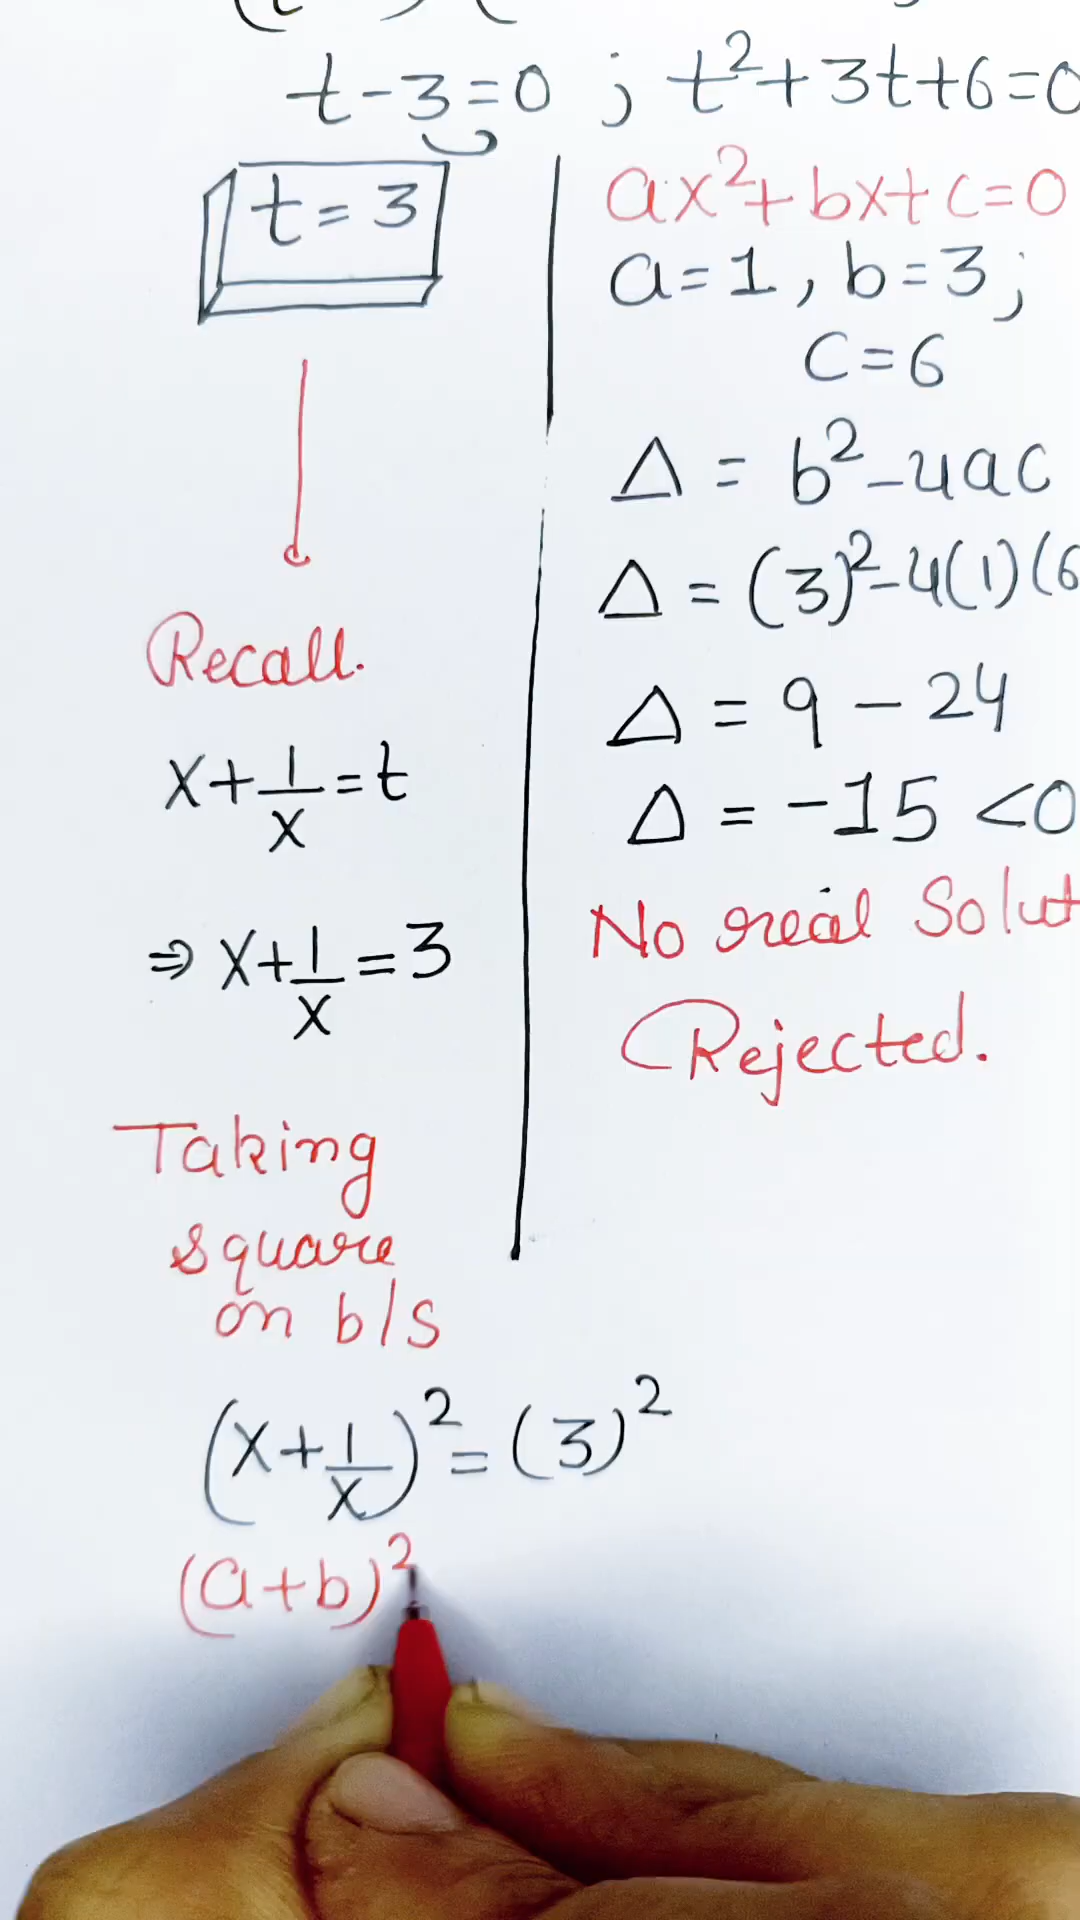 t-3=0 ; t²+3t+6=0
t=3
ax²+bx+c=0
a=1, b=3;
c=6
Δ = b²-4ac
Δ = (3)²-4(1)(6
Δ = 9 - 24
Δ = -15 <0
No real Solut
Rejected.
Recall.
x+1/x=t
⇒ x+1/x=3
Taking
square
on b/s
(x+1/x)²=(3)²
(a+b)²